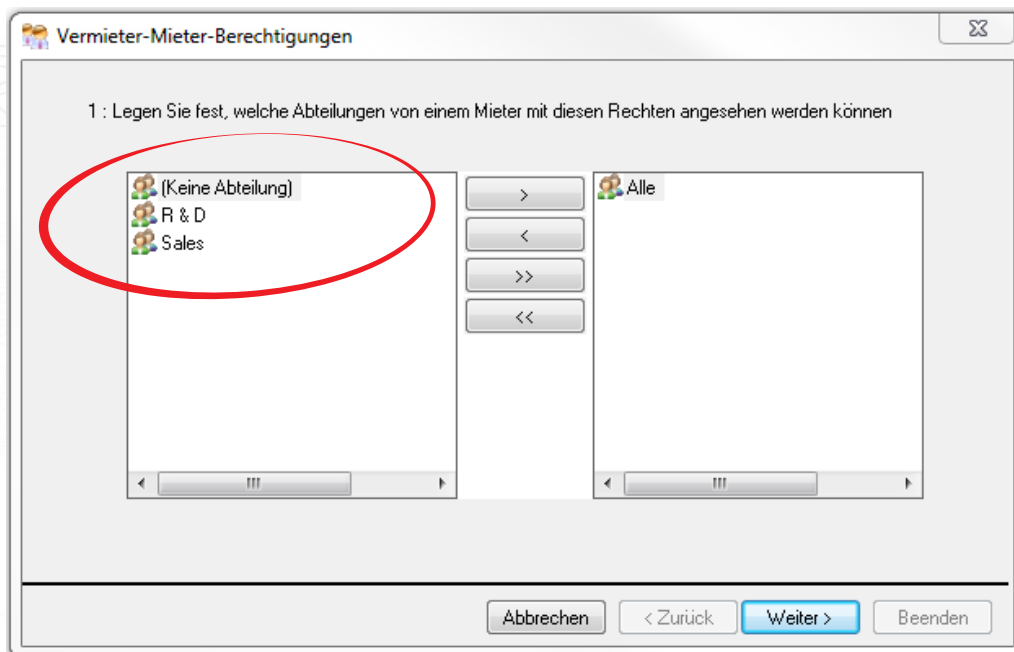 Vermieter-Mieter-Berechtigungen
1 : Legen Sie fest, welche Abteilungen von einem Mieter mit diesen Rechten angesehen werden können
(Keine Abteilung)
R & D
Sales
>
<
>>
<<
Alle
Abbrechen
< Zurück
Weiter >
Beenden